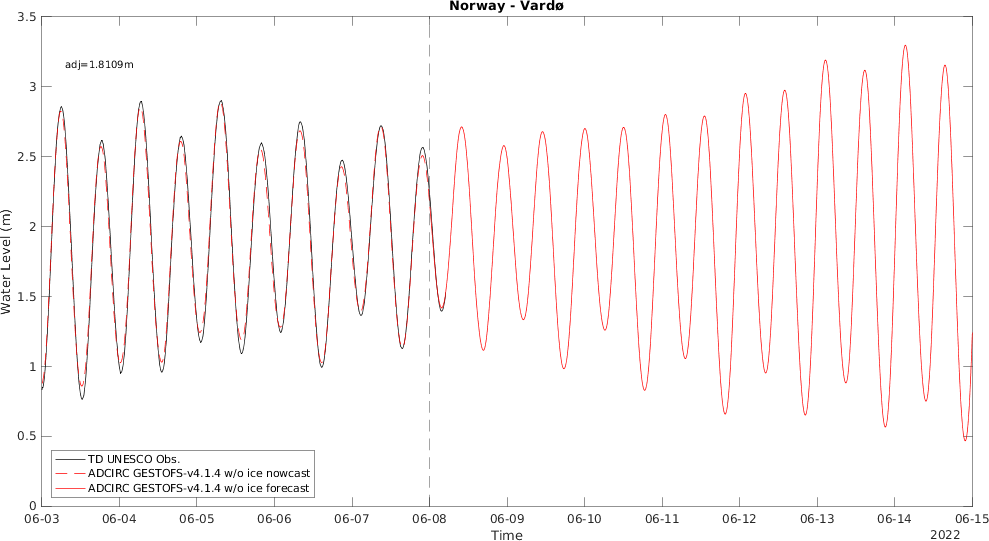 Norway - Vardø
adj=1.8109m
3.5
3
2.5
2
1.5
1
0.5
0
Water Level (m)
TD UNESCO Obs.
ADCIRC GESTOFS-v4.1.4 w/o ice nowcast
ADCIRC GESTOFS-v4.1.4 w/o ice forecast
06-03 06-04 06-05 06-06 06-07 06-08 06-09 06-10 06-11 06-12 06-13 06-14 06-15
Time
2022